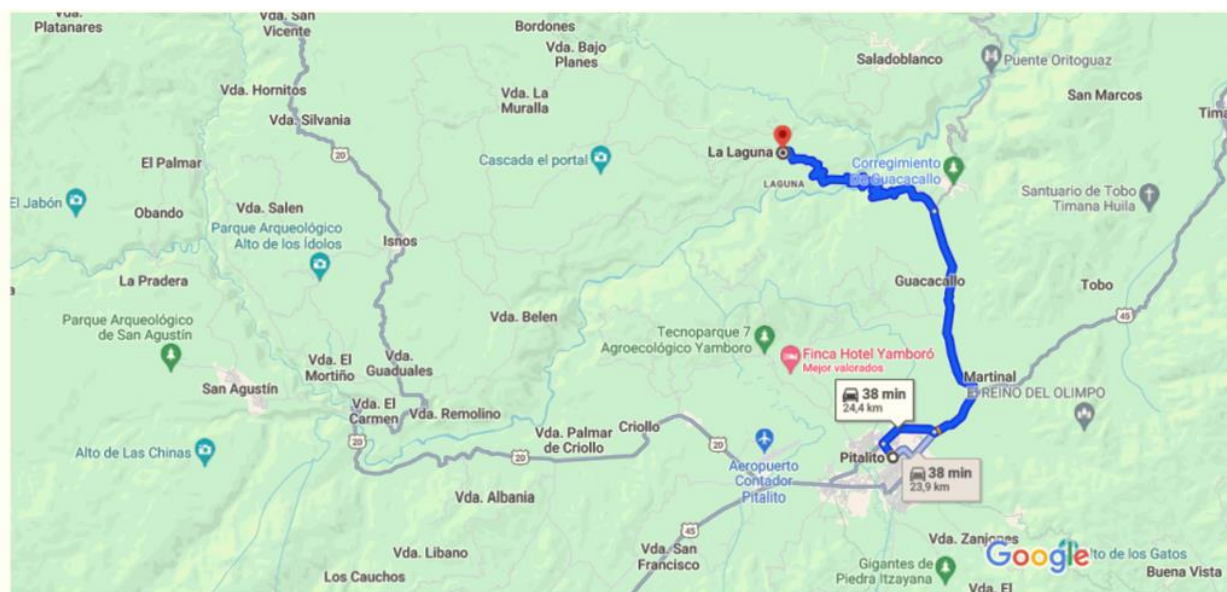 Vda.
Platanares
Vda. San
Vicente
Bordones
Vda. Bajo
Planes
Saladoblanco
Puente Oritoguaz
Vda. Hornitos
Vda. La
Muralla
San Marcos
Vda. Silvania
20
El Palmar
Cascada el portal
La Laguna
LAGUNA
Corregimiento
De Guacacallo
Santuario de Tobo
Timana Huila
El Jabón
Obando
Vda. Salen
Parque Arqueológico
Alto de los Ídolos
Isnos
La Pradera
Guacacallo
Tobo
45
Parque Arqueológico
de San Agustín
Vda. Belen
Tecnoparque 7
Agroecológico Yamboro
Finca Hotel Yamboró
Mejor valorados
Vda. El
Mortiño
Vda.
Guaduales
San Agustín
Martinal
REINO DEL OLIMPO
38 min
24,4 km
Vda. El
Carmen
Vda. Remolino
20
Alto de Las Chinas
Vda. Palmar
de Criollo
Criollo
20
20
Pitalito
38 min
23,9 km
Aeropuerto
Contador
Pitalito
Vda. Albania
45
Vda. Libano
Vda. San
Francisco
Vda. Zanjones
Google
Alto de los Gatos
Los Cauchos
Gigantes de
Piedra Itzayana
Vda. El
Buena Vista